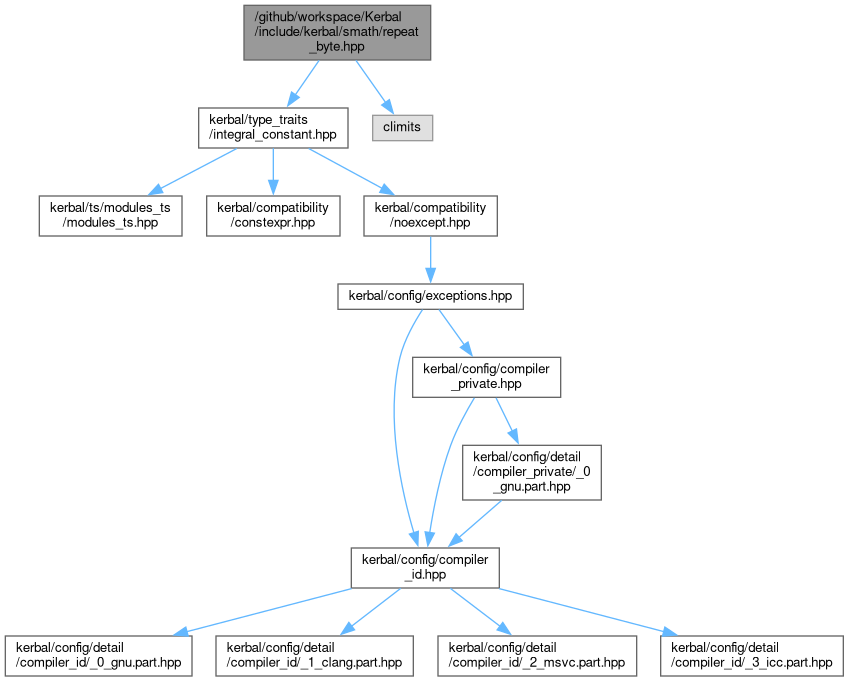 /github/workspace/Kerbal
/include/kerbal/smath/repeat
_byte.hpp
kerbal/type_traits
/integral_constant.hpp
climits
kerbal/ts/modules_ts
/modules_ts.hpp
kerbal/compatibility
/constexpr.hpp
kerbal/compatibility
/noexcept.hpp
kerbal/config/exceptions.hpp
kerbal/config/compiler
_private.hpp
kerbal/config/detail
/compiler_private/_0
_gnu.part.hpp
kerbal/config/compiler
_id.hpp
kerbal/config/detail
/compiler_id/_0_gnu.part.hpp
kerbal/config/detail
/compiler_id/_1_clang.part.hpp
kerbal/config/detail
/compiler_id/_2_msvc.part.hpp
kerbal/config/detail
/compiler_id/_3_icc.part.hpp